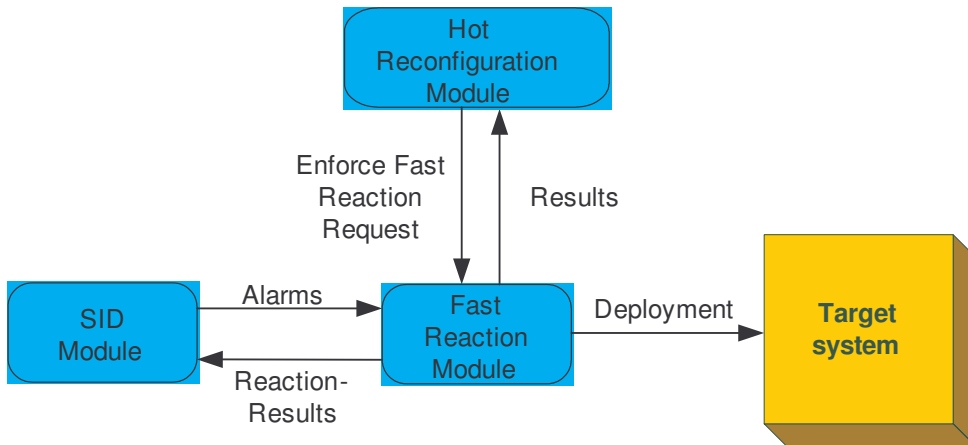 Hot
Reconfiguration
Module
Enforce Fast
Reaction
Request
Results
SID
Module
Alarms
Reaction-
Results
Fast
Reaction
Module
Deployment
Target
system